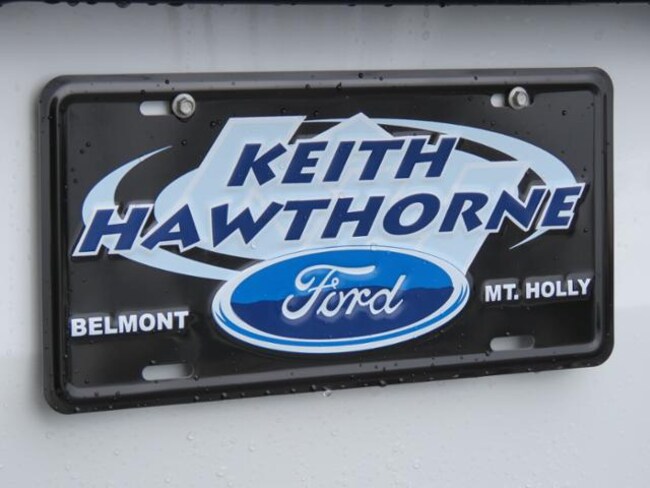 KEITH
HAWTHORNE
Ford
BELMONT
MT. HOLLY